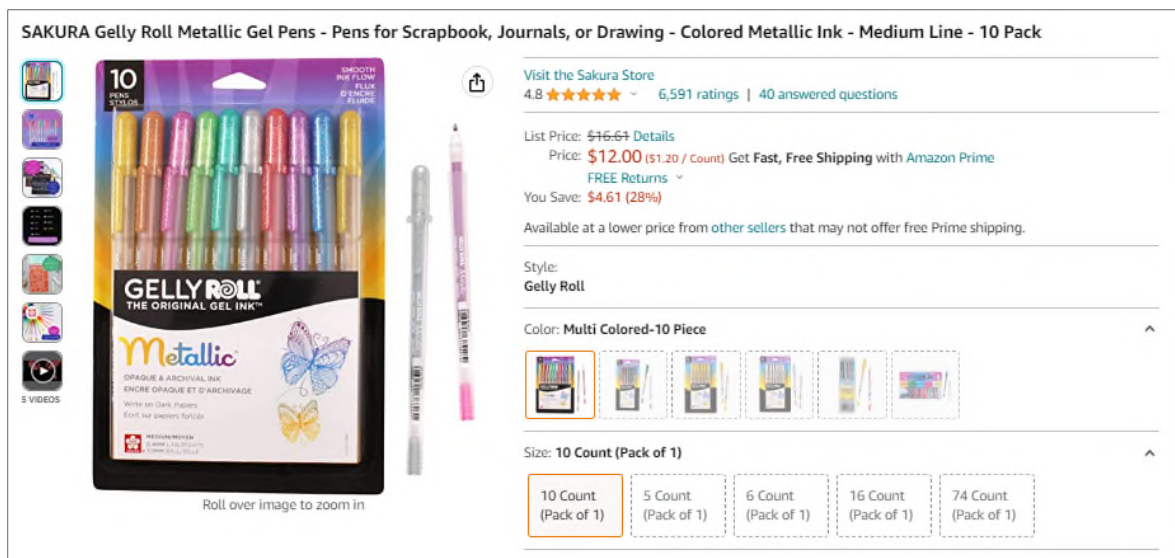 SAKURA Gelly Roll Metallic Gel Pens - Pens for Scrapbook, Journals, or Drawing - Colored Metallic Ink - Medium Line - 10 Pack
10
PENS
STYLOS
SMOOTH
INK FLOW
FLUX
D'ENCRE
FLUIDE
GELLY ROLL
THE ORIGINAL GEL INK™
Metallic
OPAQUE & ARCHIVAL INK
ENCRE OPAQUE ET D'ARCHIVAGE
Write on Dark Papers
Écrit sur papiers foncés
MEDIUM/MOYEN
5 VIDEOS
Roll over image to zoom in
Visit the Sakura Store
4.8 6,591 ratings | 40 answered questions
List Price: $16.61 Details
Price: $12.00 ($1.20 / Count) Get Fast, Free Shipping with Amazon Prime
FREE Returns
You Save: $4.61 (28%)
Available at a lower price from other sellers that may not offer free Prime shipping.
Style:
Gelly Roll
Color: Multi Colored-10 Piece
Size: 10 Count (Pack of 1)
10 Count
(Pack of 1)
5 Count
(Pack of 1)
6 Count
(Pack of 1)
16 Count
(Pack of 1)
74 Count
(Pack of 1)